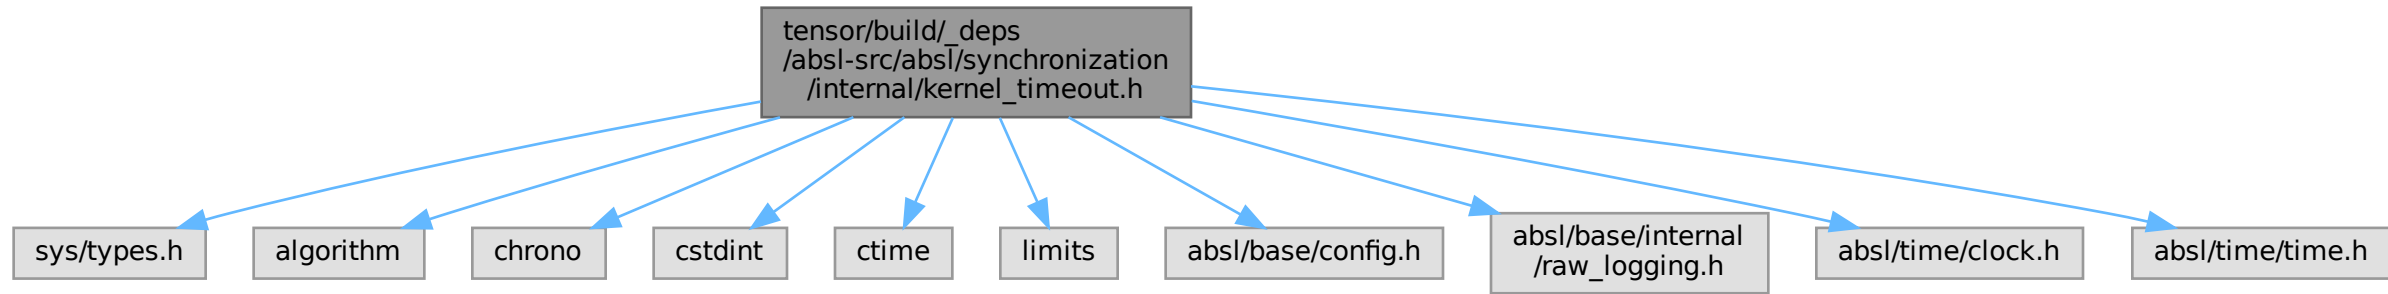 tensor/build/_deps
/absl-src/absl/synchronization
/internal/kernel_timeout.h
sys/types.h
algorithm
chrono
cstdint
ctime
limits
absl/base/config.h
absl/base/internal
/raw_logging.h
absl/time/clock.h
absl/time/time.h